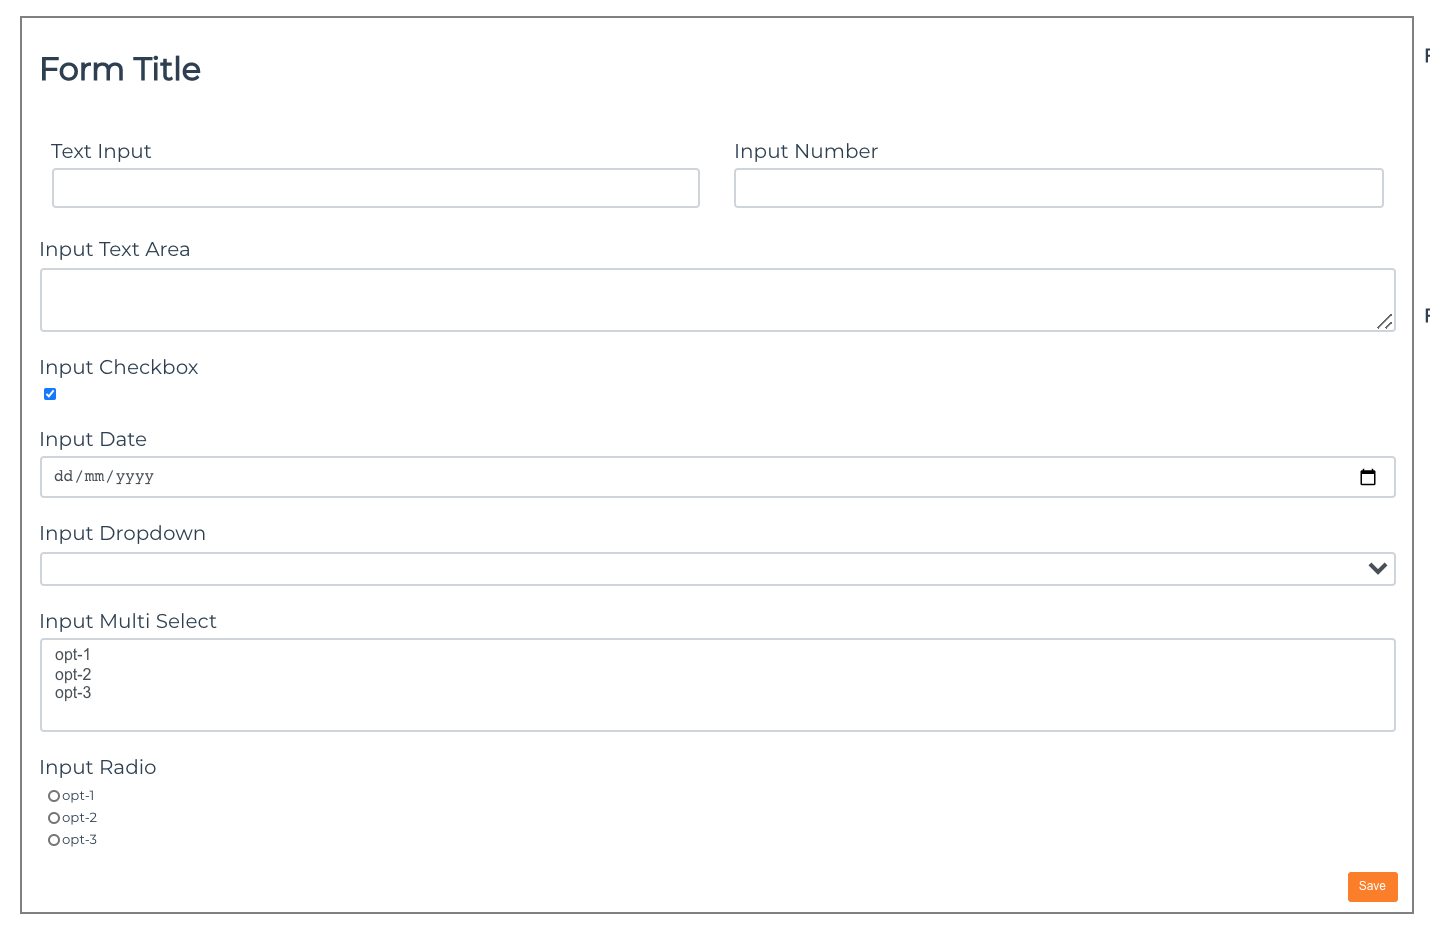 Form Title
Text Input
Input Number
Input Text Area
Input Checkbox
Input Date
dd/mm/yyyy
Input Dropdown
Input Multi Select
opt-1
opt-2
opt-3
Input Radio
opt-1
opt-2
opt-3
Save